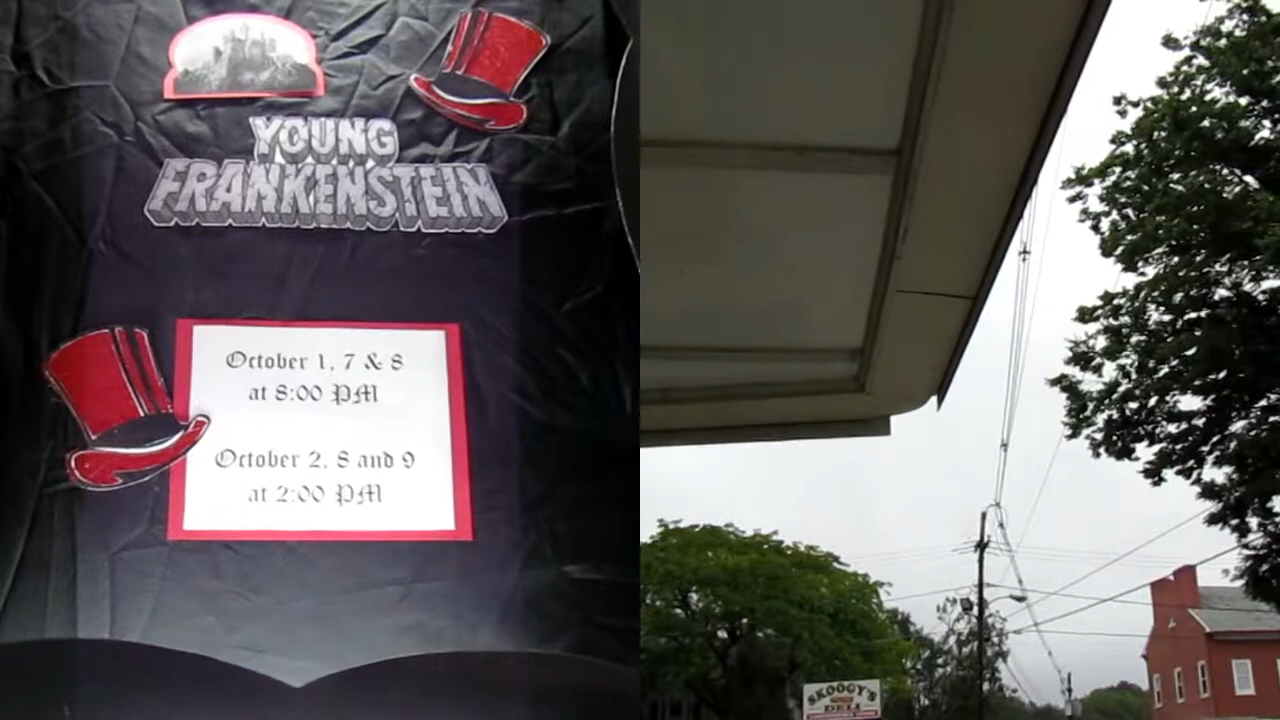 YOUNG
FRANKENSTEIN
October 1, 7 & 8
at 8:00 PM
October 2, 8 and 9
at 2:00 PM
SKOOGY'S
DELI